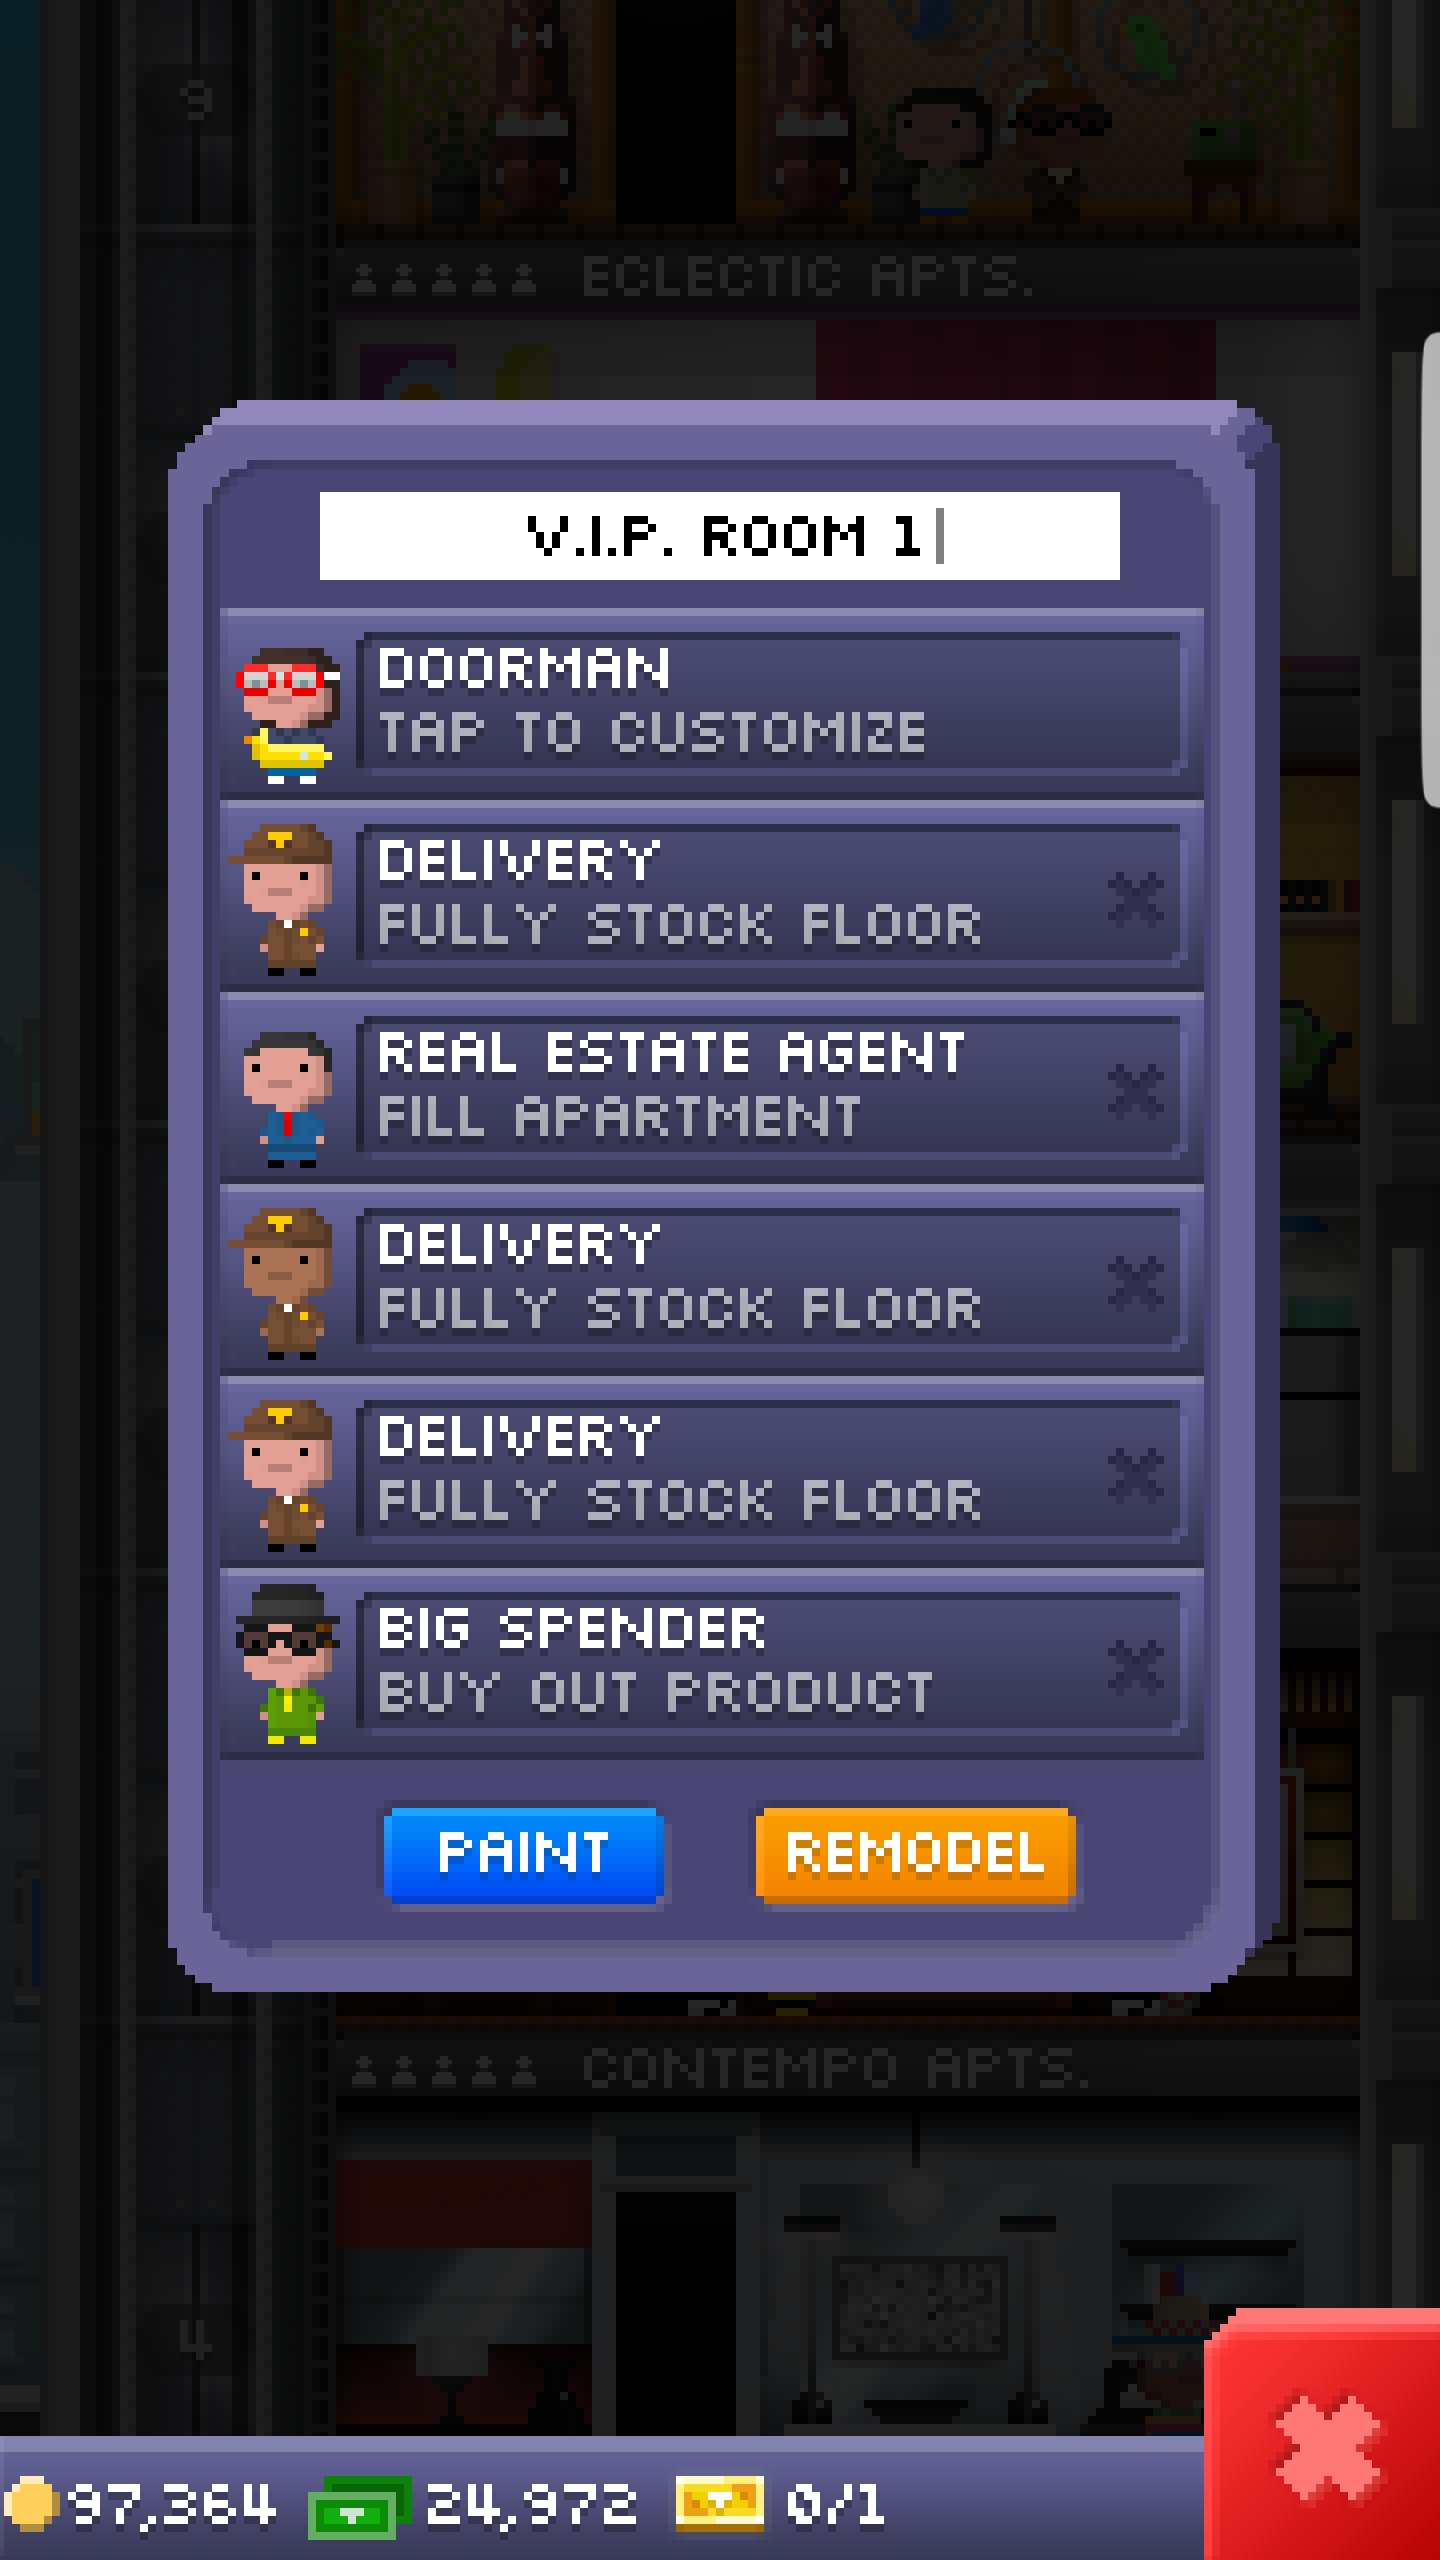 9
ECLECTIC APTS.
V.I.P. ROOM 1
DOORMAN
TAP TO CUSTOMIZE
DELIVERY
FULLY STOCK FLOOR
REAL ESTATE AGENT
FILL APARTMENT
DELIVERY
FULLY STOCK FLOOR
DELIVERY
FULLY STOCK FLOOR
BIG SPENDER
BUY OUT PRODUCT
PAINT REMODEL
CONTEMPO APTS.
4
97,364 24,972 0/1